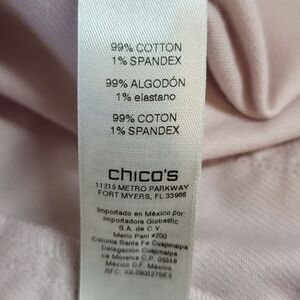 99% COTTON
1% SPANDEX
99% ALGODÓN
1% elastano
99% COTON
1% SPANDEX
chico's
11215 METRO PARKWAY
FORT MYERS, FL 33966
Importado en México por:
Importadora Globastic
S.A. de C.V.
Mario Pani #200
Colonia Santa Fe Cuajimalpa
Delegación Cuajimalpa
de Morelos C.P. 05348
México D.F. México
RFC: